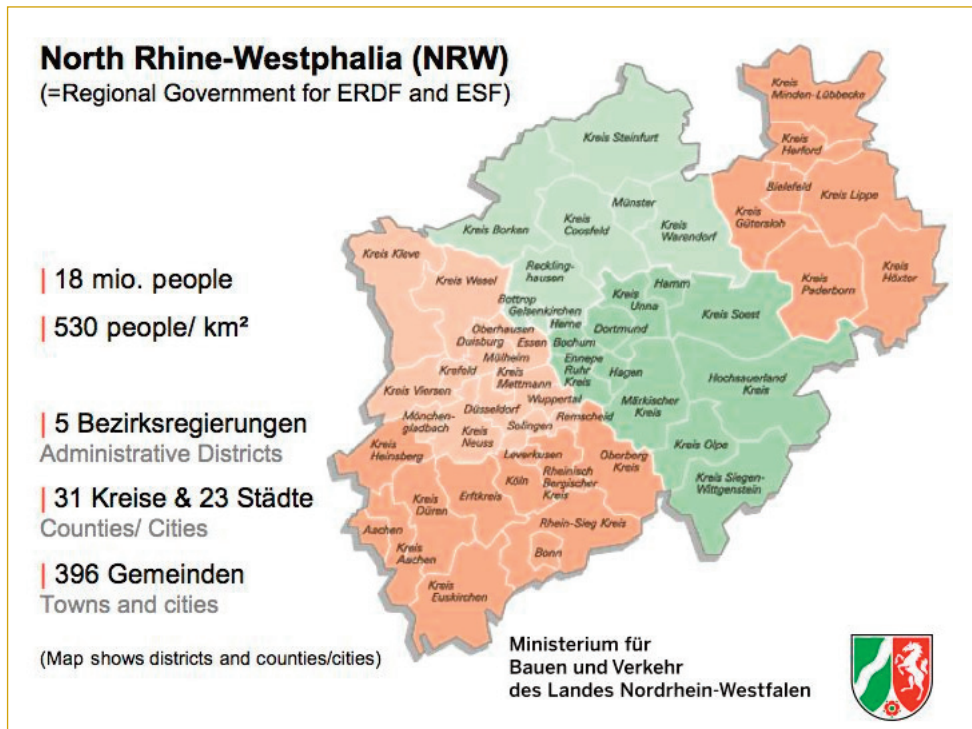 North Rhine-Westphalia (NRW)
(=Regional Government for ERDF and ESF)
| 18 mio. people
| 530 people/ km²
| 5 Bezirksregierungen
Administrative Districts
| 31 Kreise & 23 Städte
Counties/ Cities
| 396 Gemeinden
Towns and cities
(Map shows districts and counties/cities)
Kreis
Minden-Lübbecke
Kreis
Herford
Bielefeld
Kreis Lippe
Kreis
Gütersloh
Kreis
Paderborn
Kreis
Höxter
Kreis Steinfurt
Münster
Kreis Borken
Kreis
Coosfeld
Kreis
Warendorf
Reckling-
hausen
Bottrop
Gelsenkirchen
Kreis Kleve
Kreis Wesel
Oberhausen
Duisburg
Essen
Mülheim
Krefeld
Kreis
Mettmann
Kreis Viersen
Wuppertal
Düsseldorf
Remscheid
Mönchen-
gladbach
Solingen
Kreis
Neuss
Herne
Bochum
Dortmund
Kreis
Unna
Hamm
Kreis Soest
Ennepe
Ruhr
Kreis
Hagen
Märkischer
Kreis
Hochsauerland
Kreis
Kreis Olpe
Kreis Siegen-
Wittgenstein
Kreis
Heinsberg
Leverkusen
Oberberg
Kreis
Köln
Rheinisch
Bergischer
Kreis
Erftkreis
Kreis
Düren
Aachen
Kreis
Aachen
Rhein-Sieg Kreis
Bonn
Kreis
Euskirchen
Ministerium für
Bauen und Verkehr
des Landes Nordrhein-Westfalen